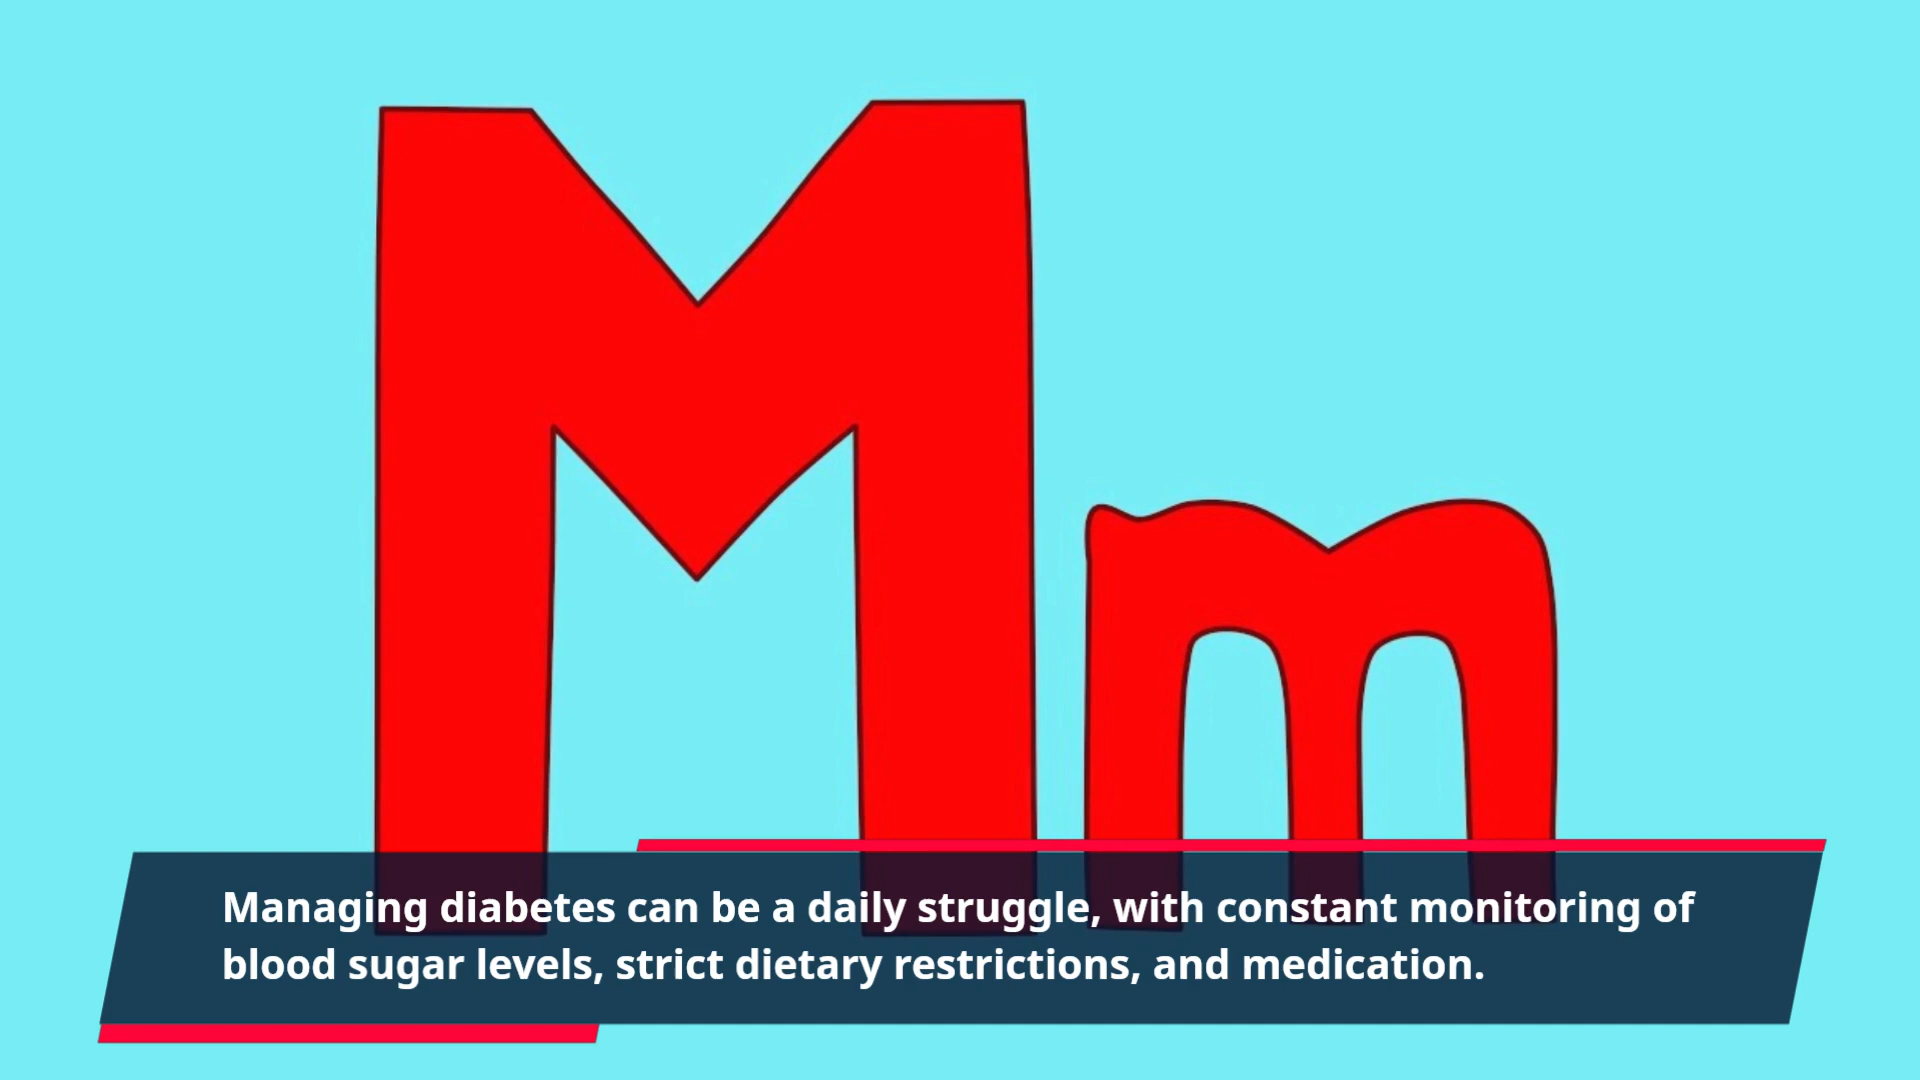 Mm
Managing diabetes can be a daily struggle, with constant monitoring of
blood sugar levels, strict dietary restrictions, and medication.